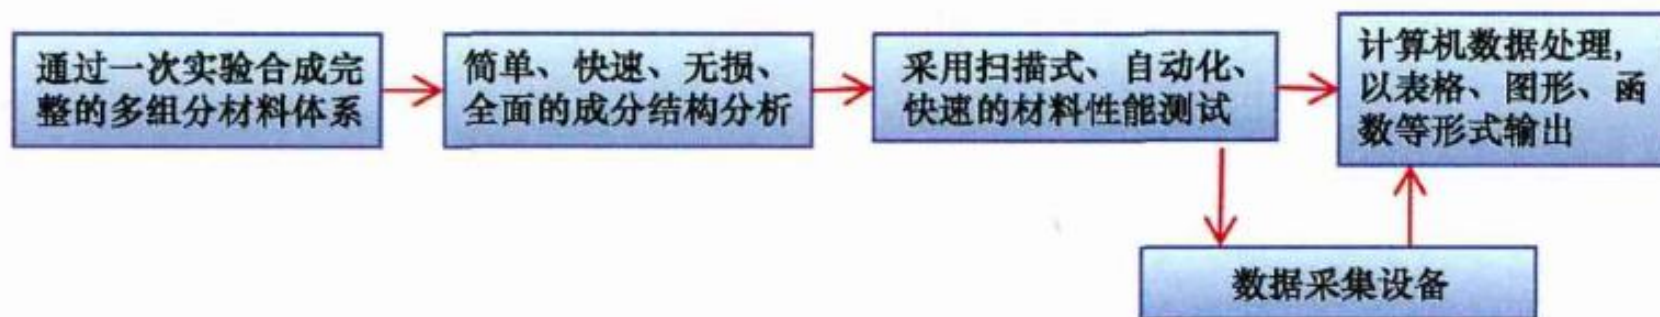 通过一次实验合成完
整的多组分材料体系
简单、快速、无损、
全面的成分结构分析
采用扫描式、自动化、
快速的材料性能测试
计算机数据处理,
以表格、图形、函
数等形式输出
数据采集设备